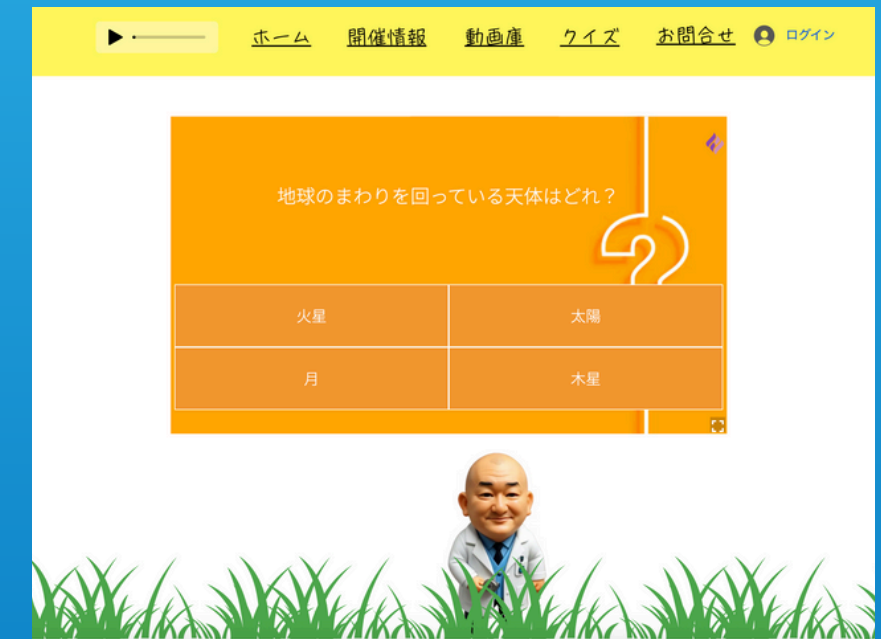 ホーム 開催情報 動画庫 クイズ お問合せ ログイン
地球のまわりを回っている天体はどれ？
火星 太陽
月 木星